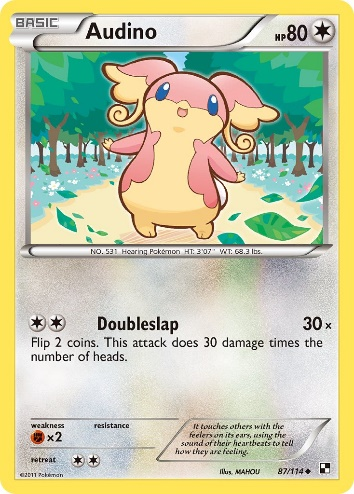 BASIC
Audino
HP80
NO. 531 Hearing Pokémon HT: 3'07" WT: 68.3 lbs.
Doubleslap 30×
Flip 2 coins. This attack does 30 damage times the
number of heads.
weakness resistance
×2
retreat
It touches others with the
feelers on its ears, using the
sound of their heartbeats to tell
how they are feeling.
©2011 Pokémon
Illus. MAHOU
87/114